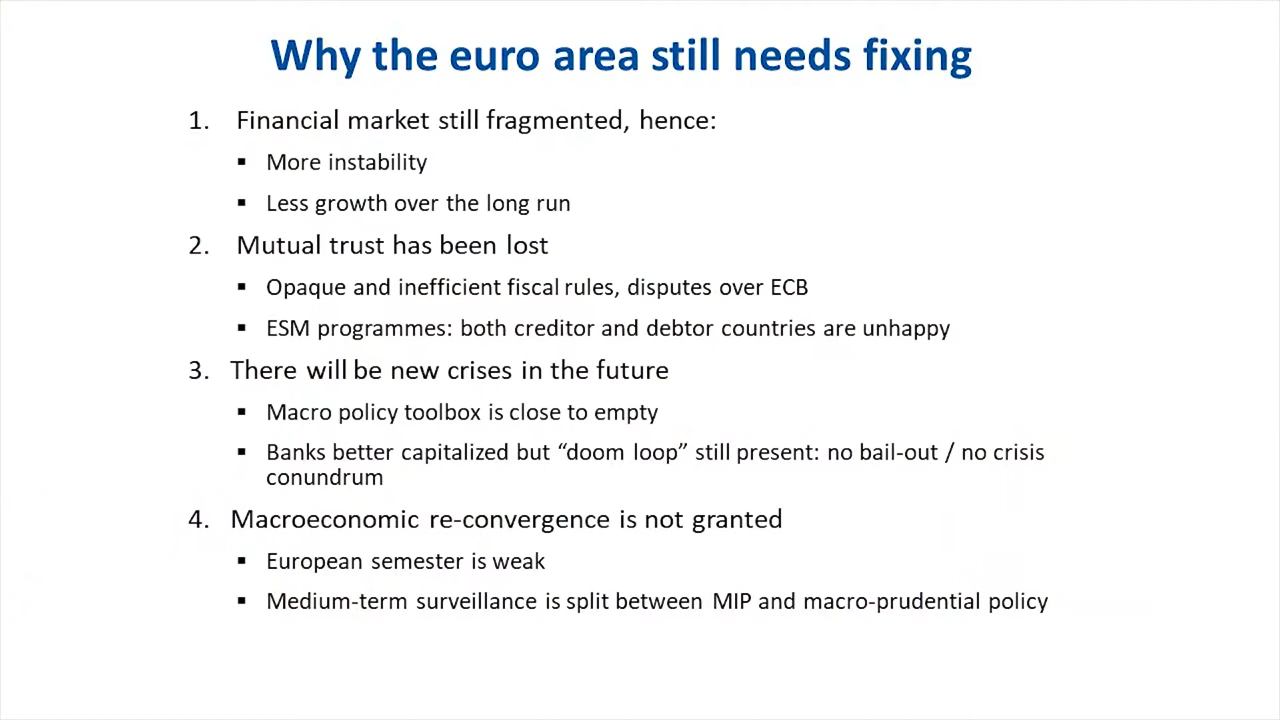 Why the euro area still needs fixing
1. Financial market still fragmented, hence:
▪ More instability
▪ Less growth over the long run
2. Mutual trust has been lost
▪ Opaque and inefficient fiscal rules, disputes over ECB
▪ ESM programmes: both creditor and debtor countries are unhappy
3. There will be new crises in the future
▪ Macro policy toolbox is close to empty
▪ Banks better capitalized but “doom loop” still present: no bail-out / no crisis
conundrum
4. Macroeconomic re-convergence is not granted
▪ European semester is weak
▪ Medium-term surveillance is split between MIP and macro-prudential policy